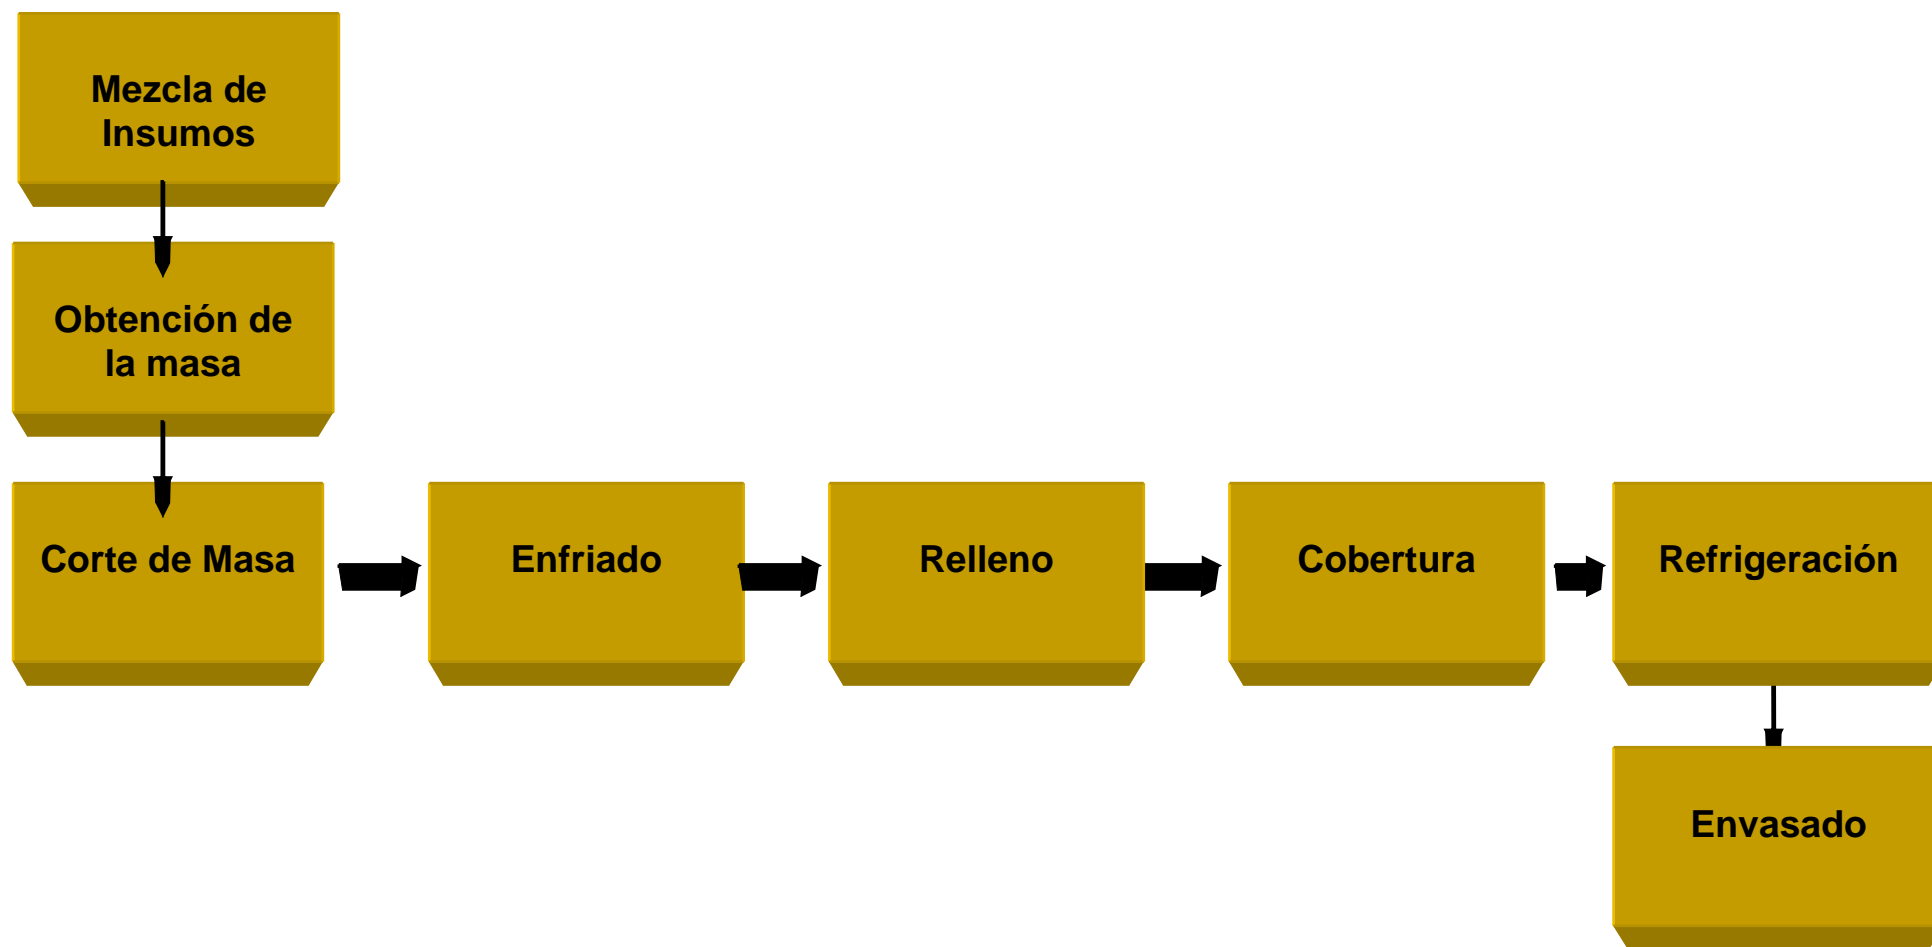 Mezcla de
Insumos
Obtención de
la masa
Corte de Masa
Enfriado
Relleno
Cobertura
Refrigeración
Envasado